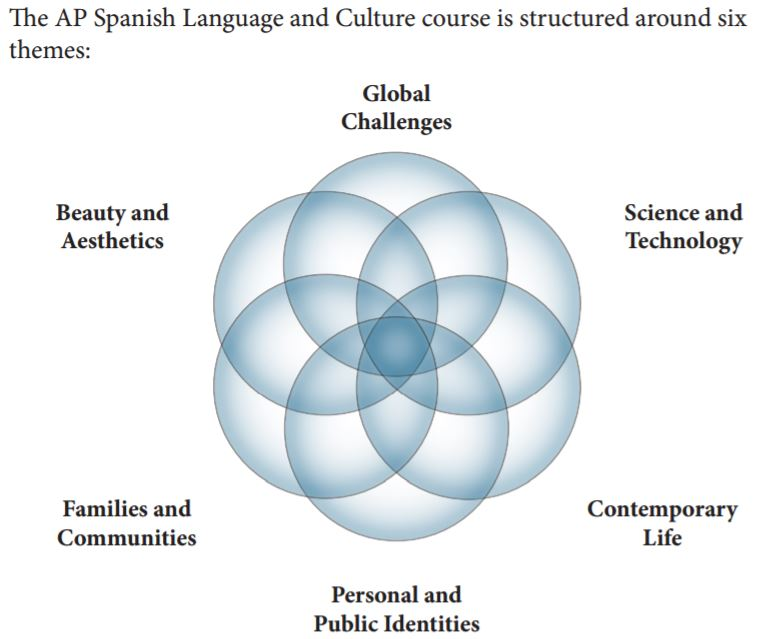 The AP Spanish Language and Culture course is structured around six
themes:
Global
Challenges
Beauty and
Aesthetics
Science and
Technology
Families and
Communities
Contemporary
Life
Personal and
Public Identities